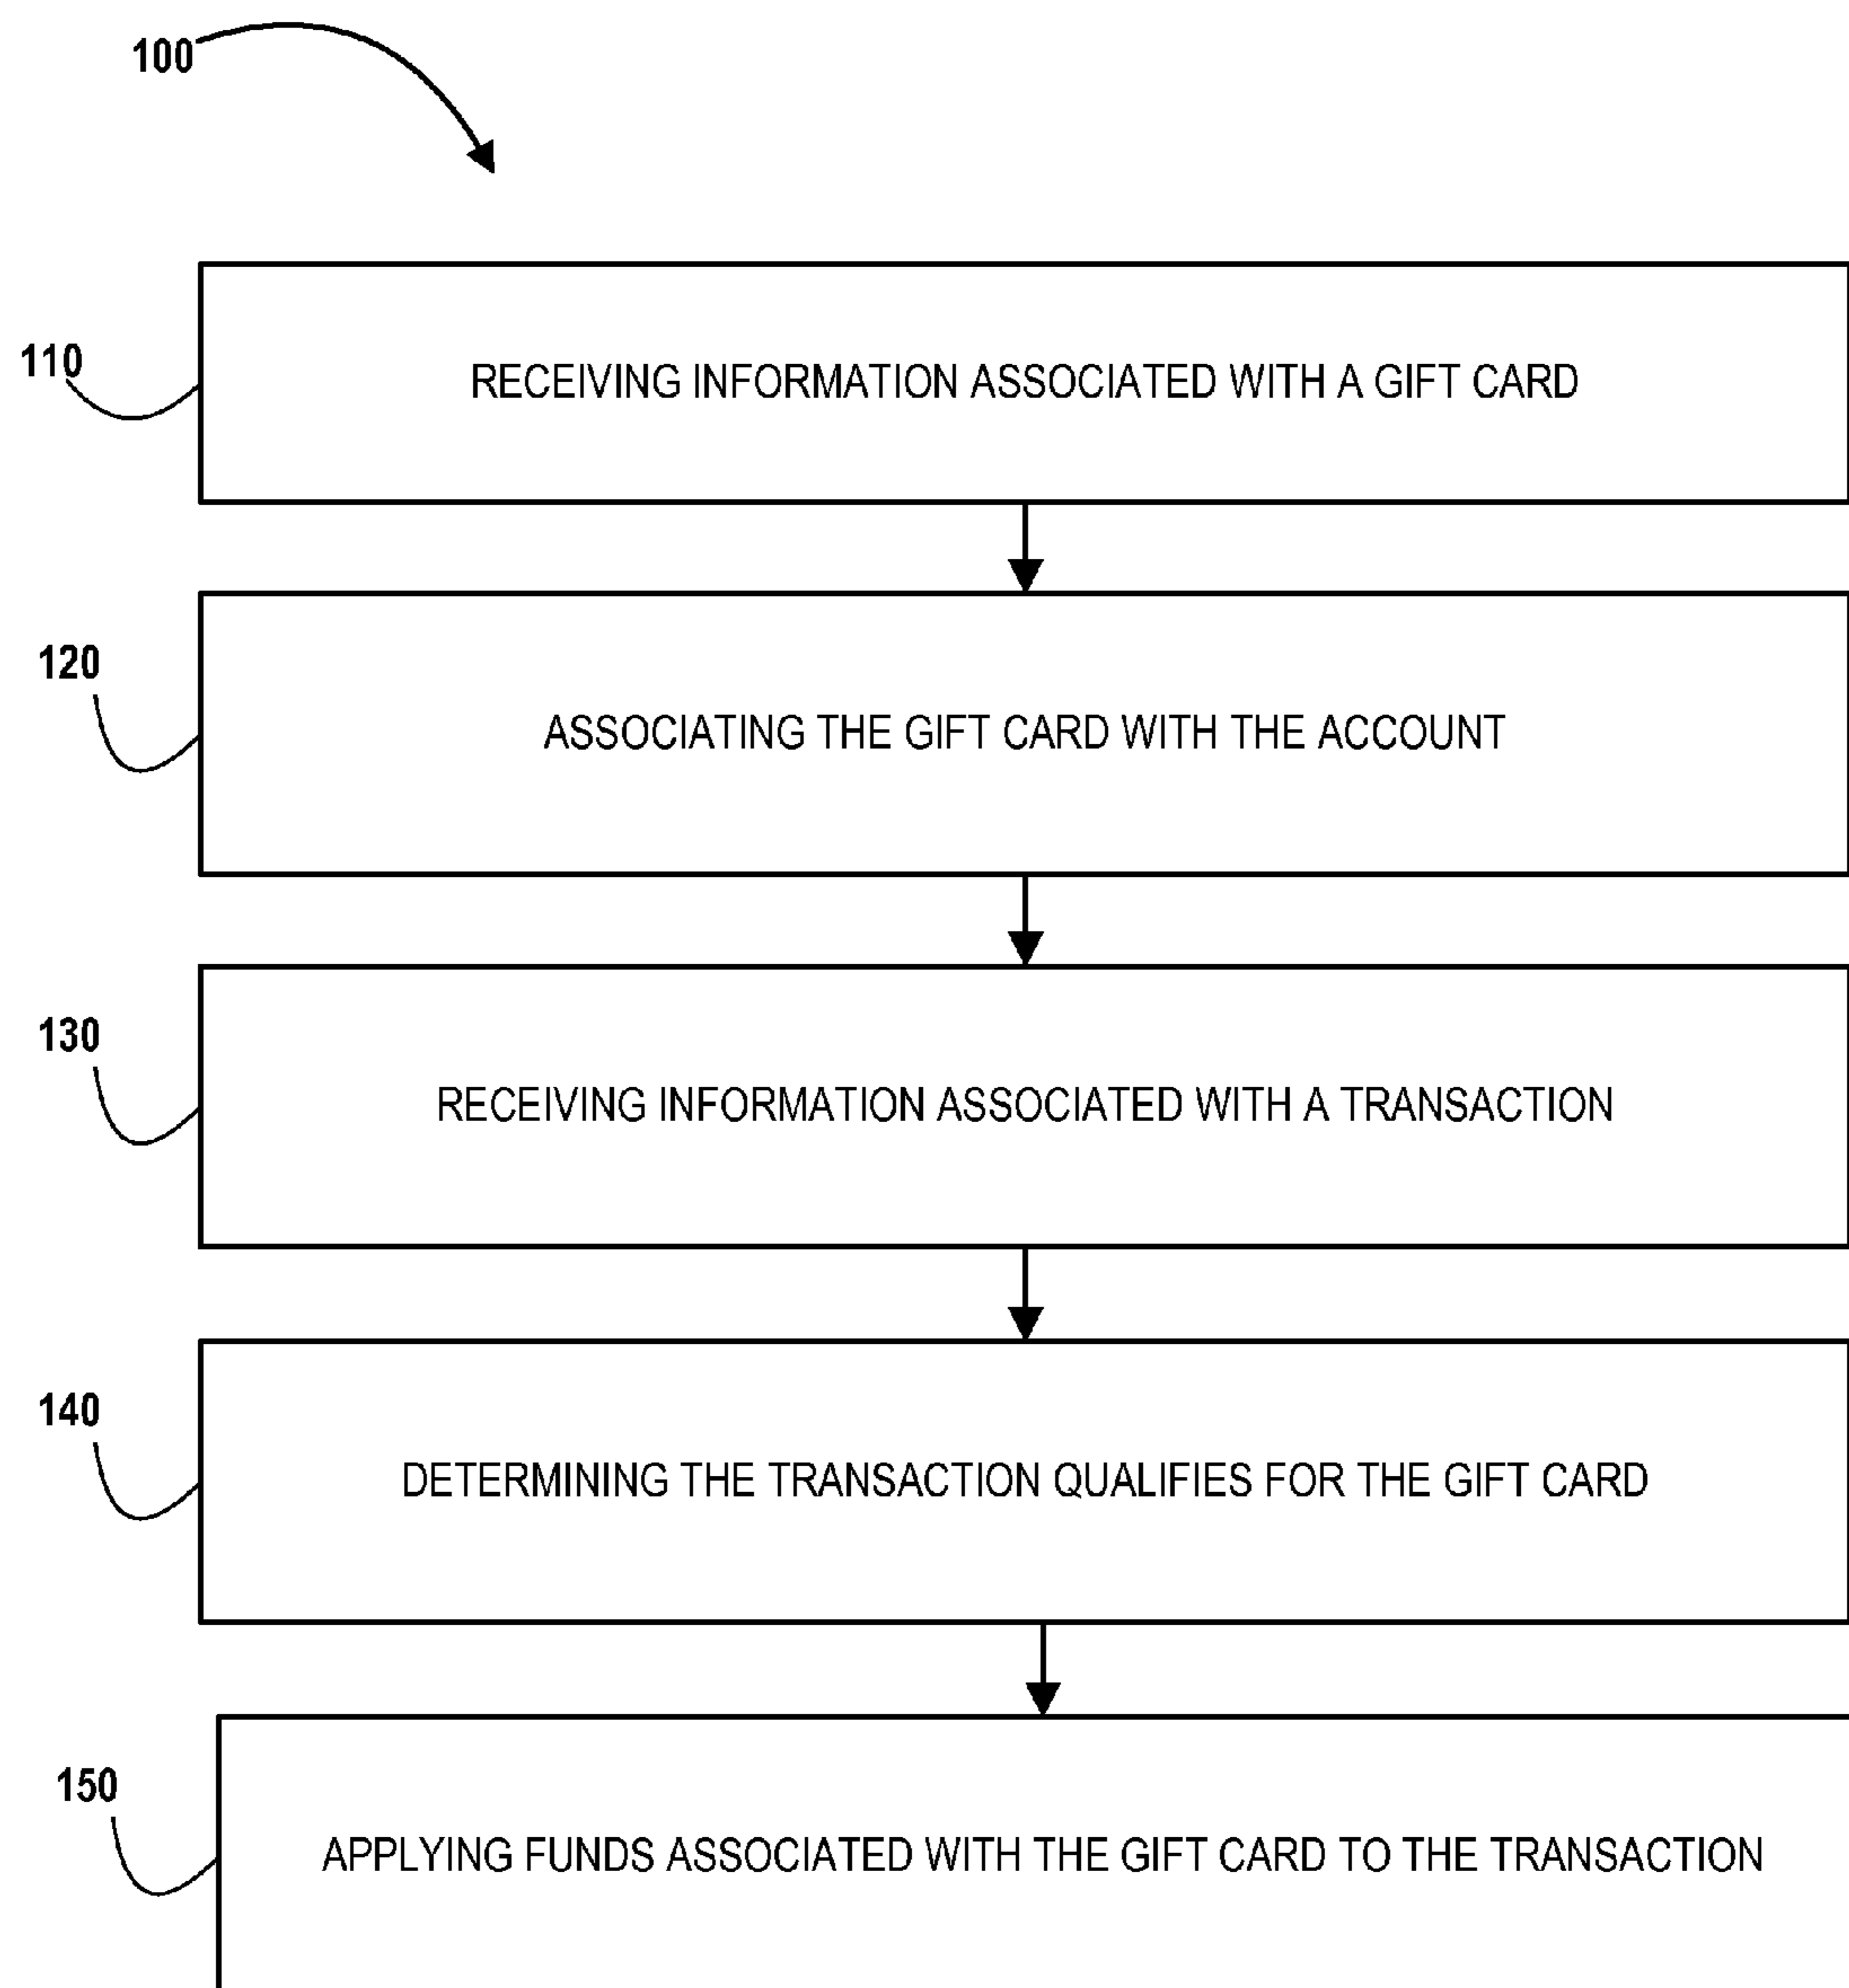 100
110
RECEIVING INFORMATION ASSOCIATED WITH A GIFT CARD
120
ASSOCIATING THE GIFT CARD WITH THE ACCOUNT
130
RECEIVING INFORMATION ASSOCIATED WITH A TRANSACTION
140
DETERMINING THE TRANSACTION QUALIFIES FOR THE GIFT CARD
150
APPLYING FUNDS ASSOCIATED WITH THE GIFT CARD TO THE TRANSACTION